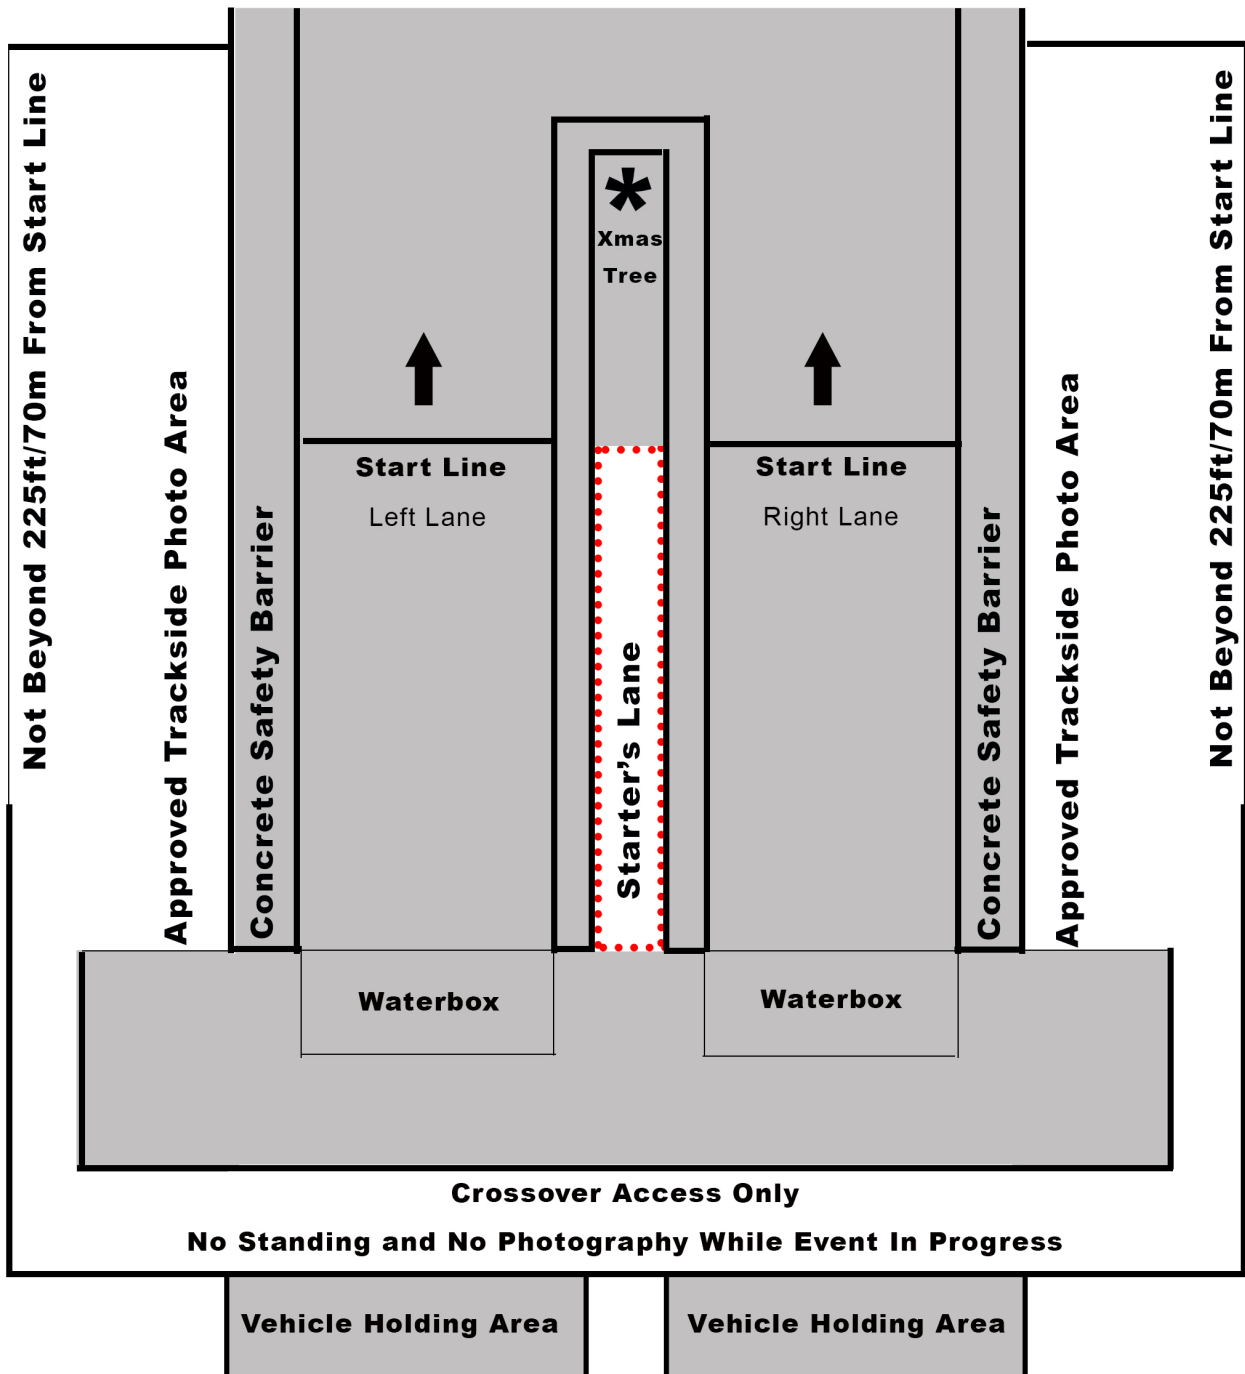 Not Beyond 225ft/70m From Start Line
Approved Trackside Photo Area
Concrete Safety Barrier
*
Xmas
Tree
Start Line
Left Lane
Starter’s Lane
Start Line
Right Lane
Concrete Safety Barrier
Approved Trackside Photo Area
Not Beyond 225ft/70m From Start Line
Waterbox
Waterbox
Crossover Access Only
No Standing and No Photography While Event In Progress
Vehicle Holding Area
Vehicle Holding Area